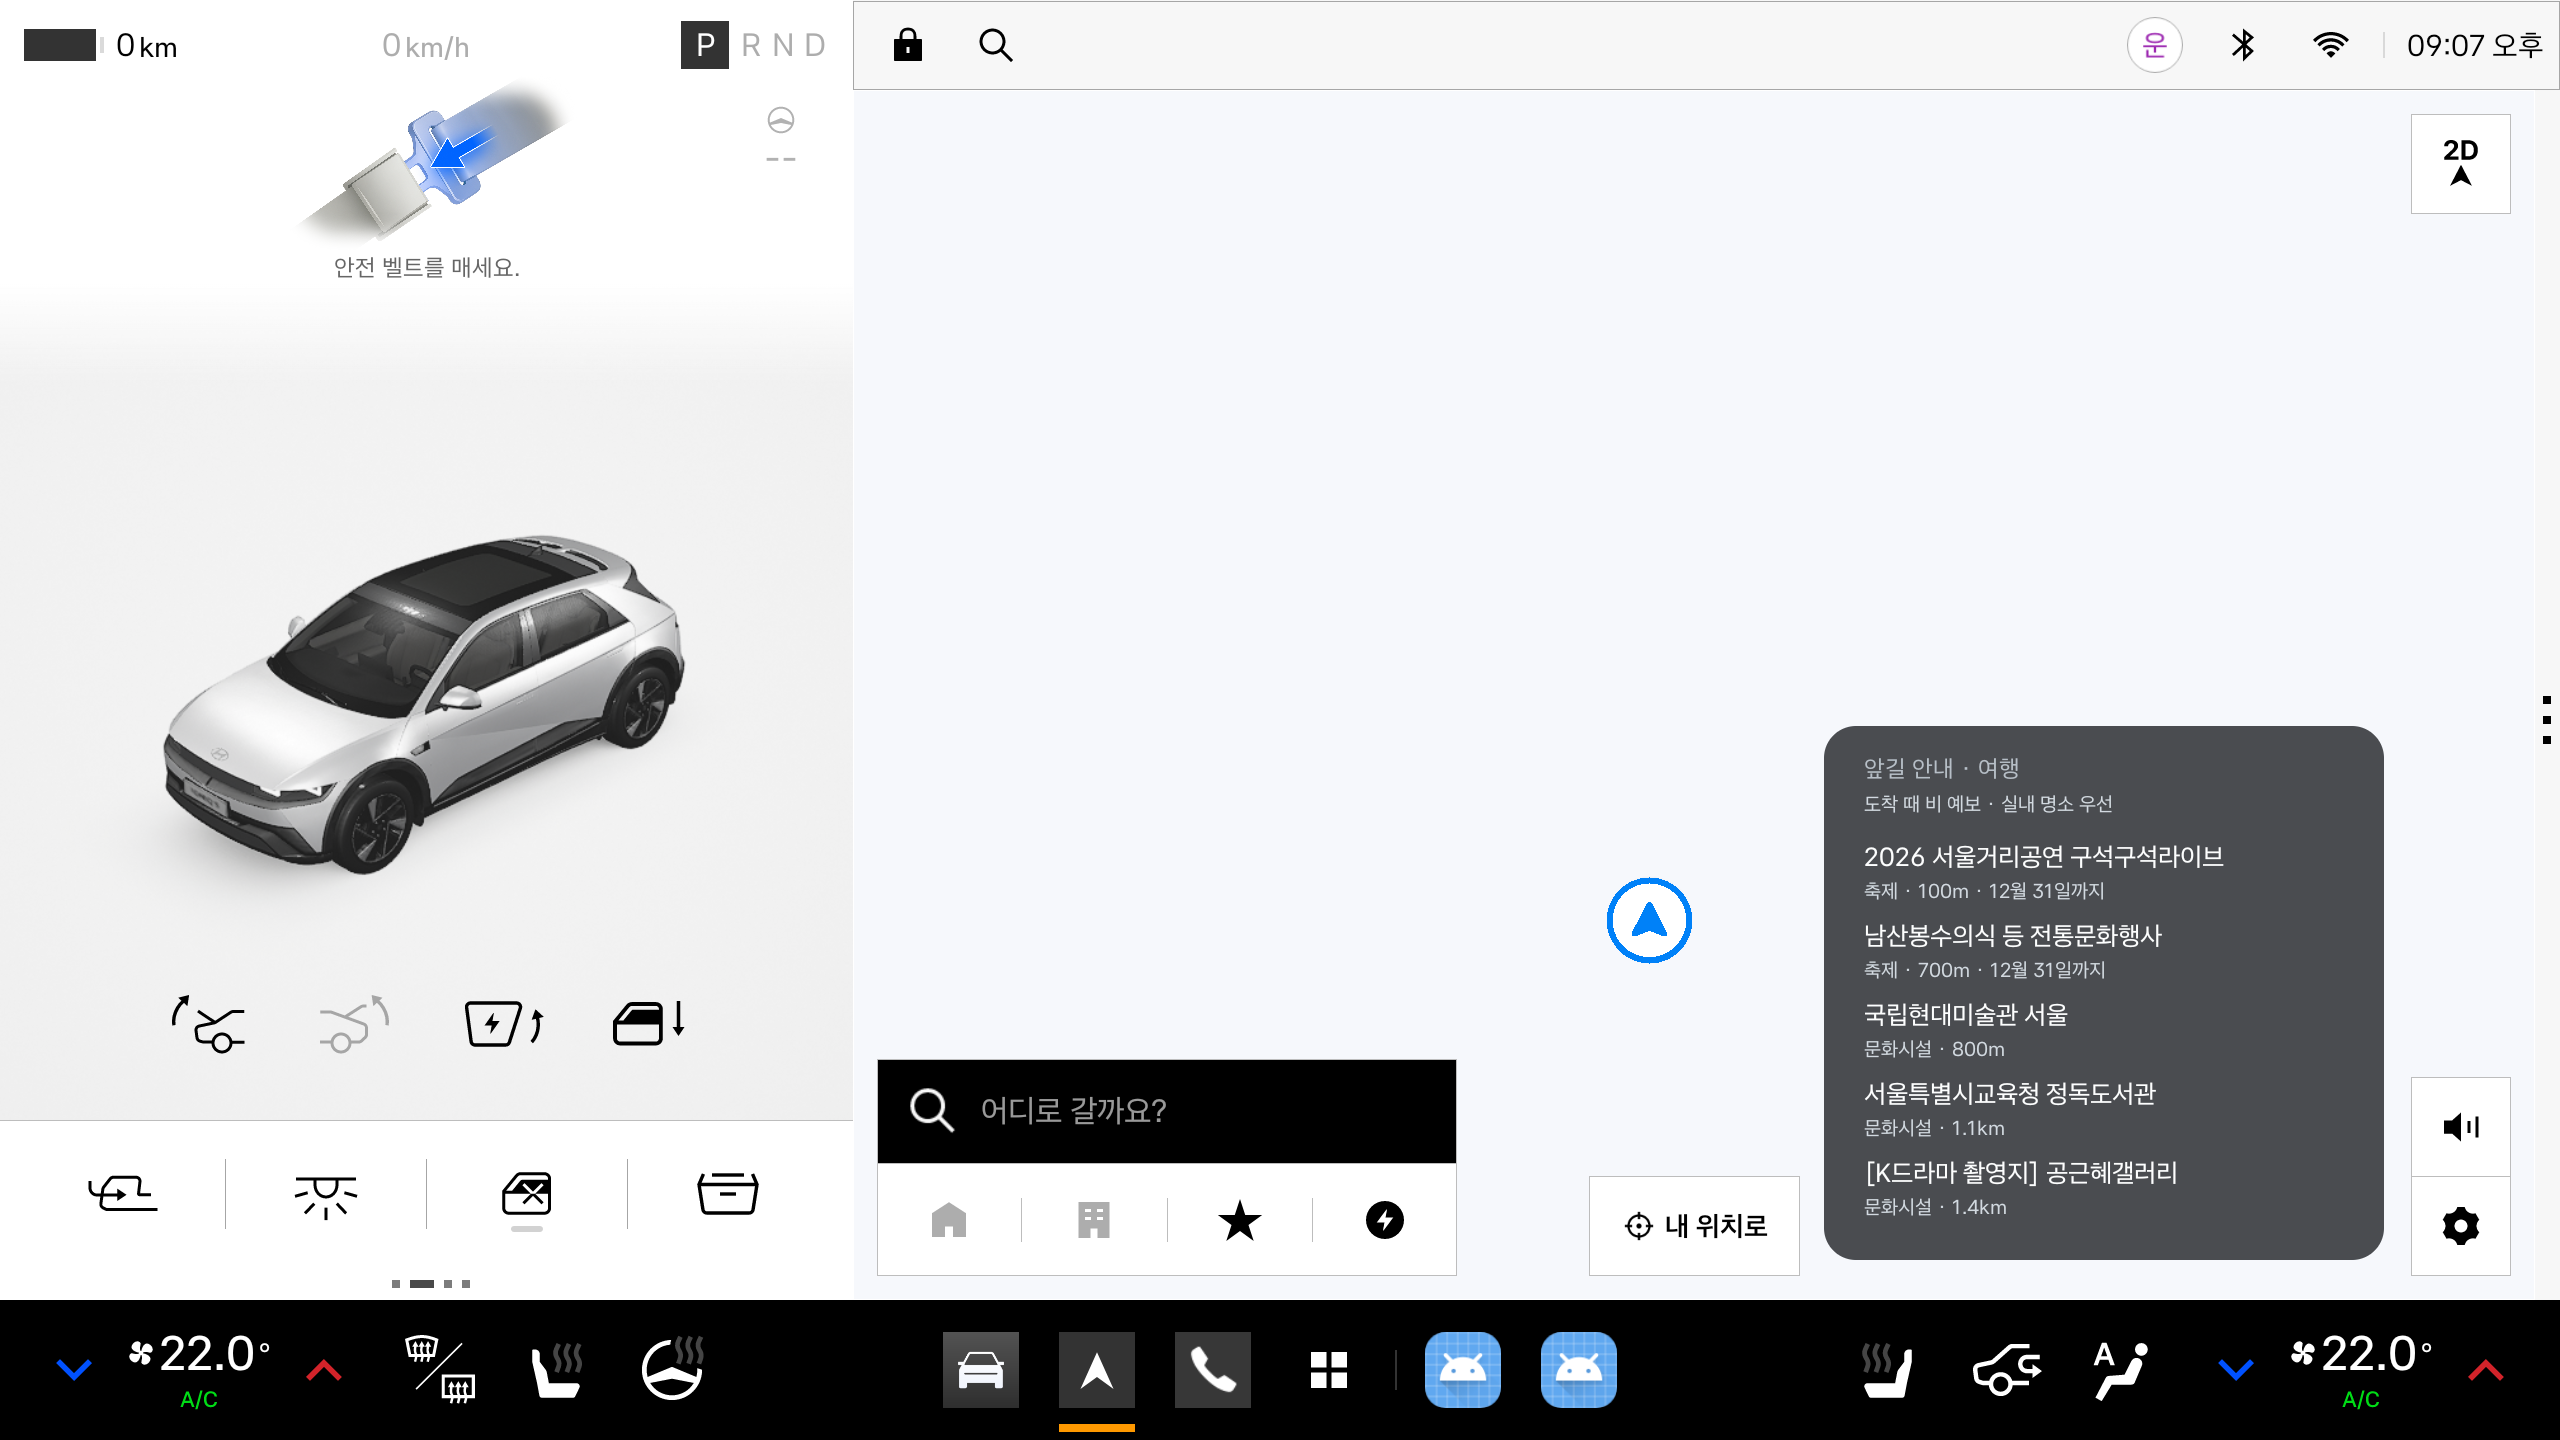 0 km
0 km/h
P R N D
운
09:07 오후
안전 벨트를 매세요.
2D
앞길 안내 · 여행
도착 때 비 예보 · 실내 명소 우선
2026 서울거리공연 구석구석라이브
축제 · 100m · 12월 31일까지
남산봉수의식 등 전통문화행사
축제 · 700m · 12월 31일까지
국립현대미술관 서울
문화시설 · 800m
서울특별시교육청 정독도서관
문화시설 · 1.1km
[K드라마 촬영지] 공근혜갤러리
문화시설 · 1.4km
어디로 갈까요?
내 위치로
22.0°
A/C
A
22.0°
A/C